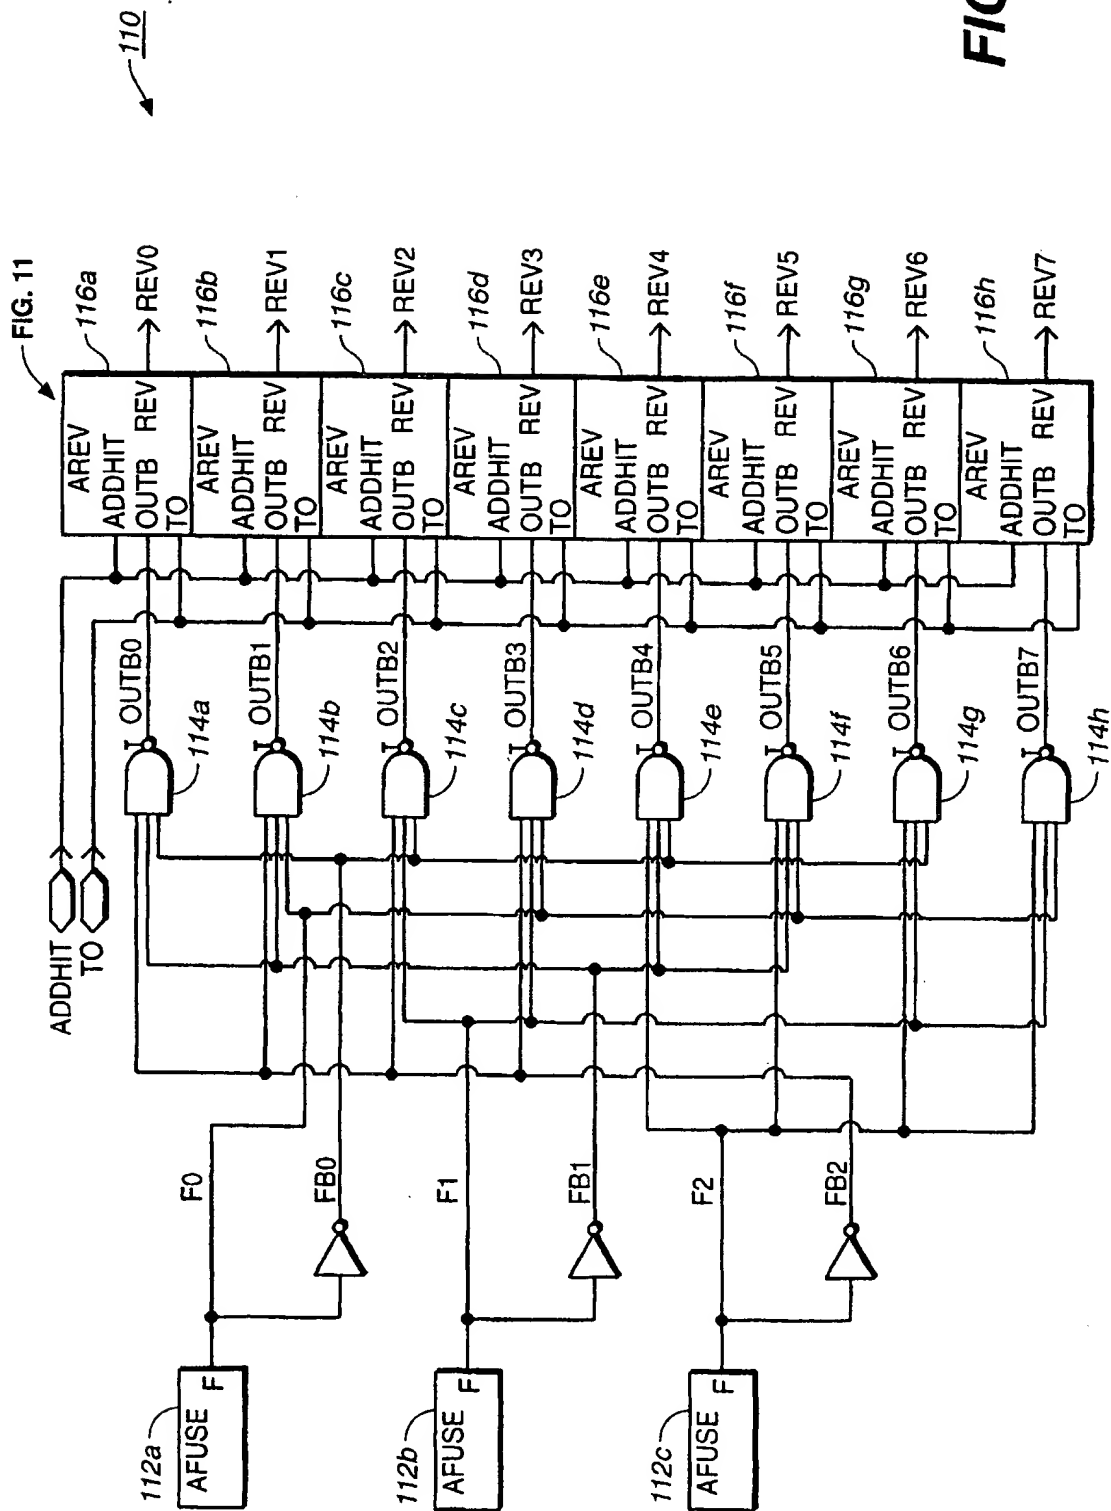 110
FIG
FIG. 11
116a
AREV
ADDHIT
OUTB REV
TO
REV0
116b
AREV
ADDHIT
OUTB REV
TO
REV1
116c
AREV
ADDHIT
OUTB REV
TO
REV2
116d
AREV
ADDHIT
OUTB REV
TO
REV3
116e
AREV
ADDHIT
OUTB REV
TO
REV4
116f
AREV
ADDHIT
OUTB REV
TO
REV5
116g
AREV
ADDHIT
OUTB REV
TO
REV6
116h
AREV
ADDHIT
OUTB REV
TO
REV7
ADDHIT
TO
OUTB0
114a
OUTB1
114b
OUTB2
114c
OUTB3
114d
OUTB4
114e
OUTB5
114f
OUTB6
114g
OUTB7
114h
F0
FB0
F1
FB1
F2
FB2
112a
AFUSE F
112b
AFUSE F
112c
AFUSE F